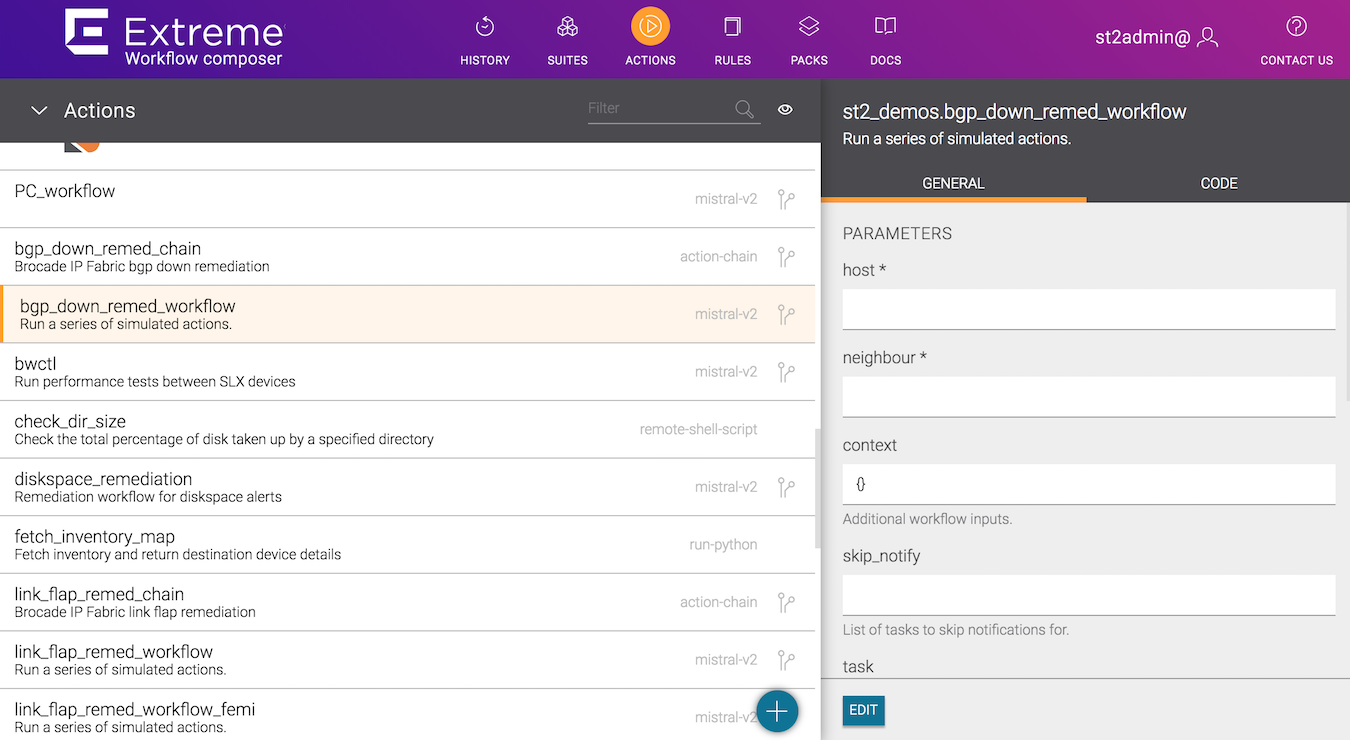 Extreme
Workflow composer
HISTORY
SUITES
ACTIONS
RULES
PACKS
DOCS
st2admin@
CONTACT US
Actions
Filter
PC_workflow
mistral-v2
bgp_down_remed_chain
Brocade IP Fabric bgp down remediation
action-chain
bgp_down_remed_workflow
Run a series of simulated actions.
mistral-v2
bwctl
Run performance tests between SLX devices
mistral-v2
check_dir_size
Check the total percentage of disk taken up by a specified directory
remote-shell-script
diskspace_remediation
Remediation workflow for diskspace alerts
mistral-v2
fetch_inventory_map
Fetch inventory and return destination device details
run-python
link_flap_remed_chain
Brocade IP Fabric link flap remediation
action-chain
link_flap_remed_workflow
Run a series of simulated actions.
mistral-v2
link_flap_remed_workflow_femi
Run a series of simulated actions.
mistral-v2
st2_demos.bgp_down_remed_workflow
Run a series of simulated actions.
GENERAL
CODE
PARAMETERS
host *
neighbour *
context
{}
Additional workflow inputs.
skip_notify
List of tasks to skip notifications for.
task
EDIT